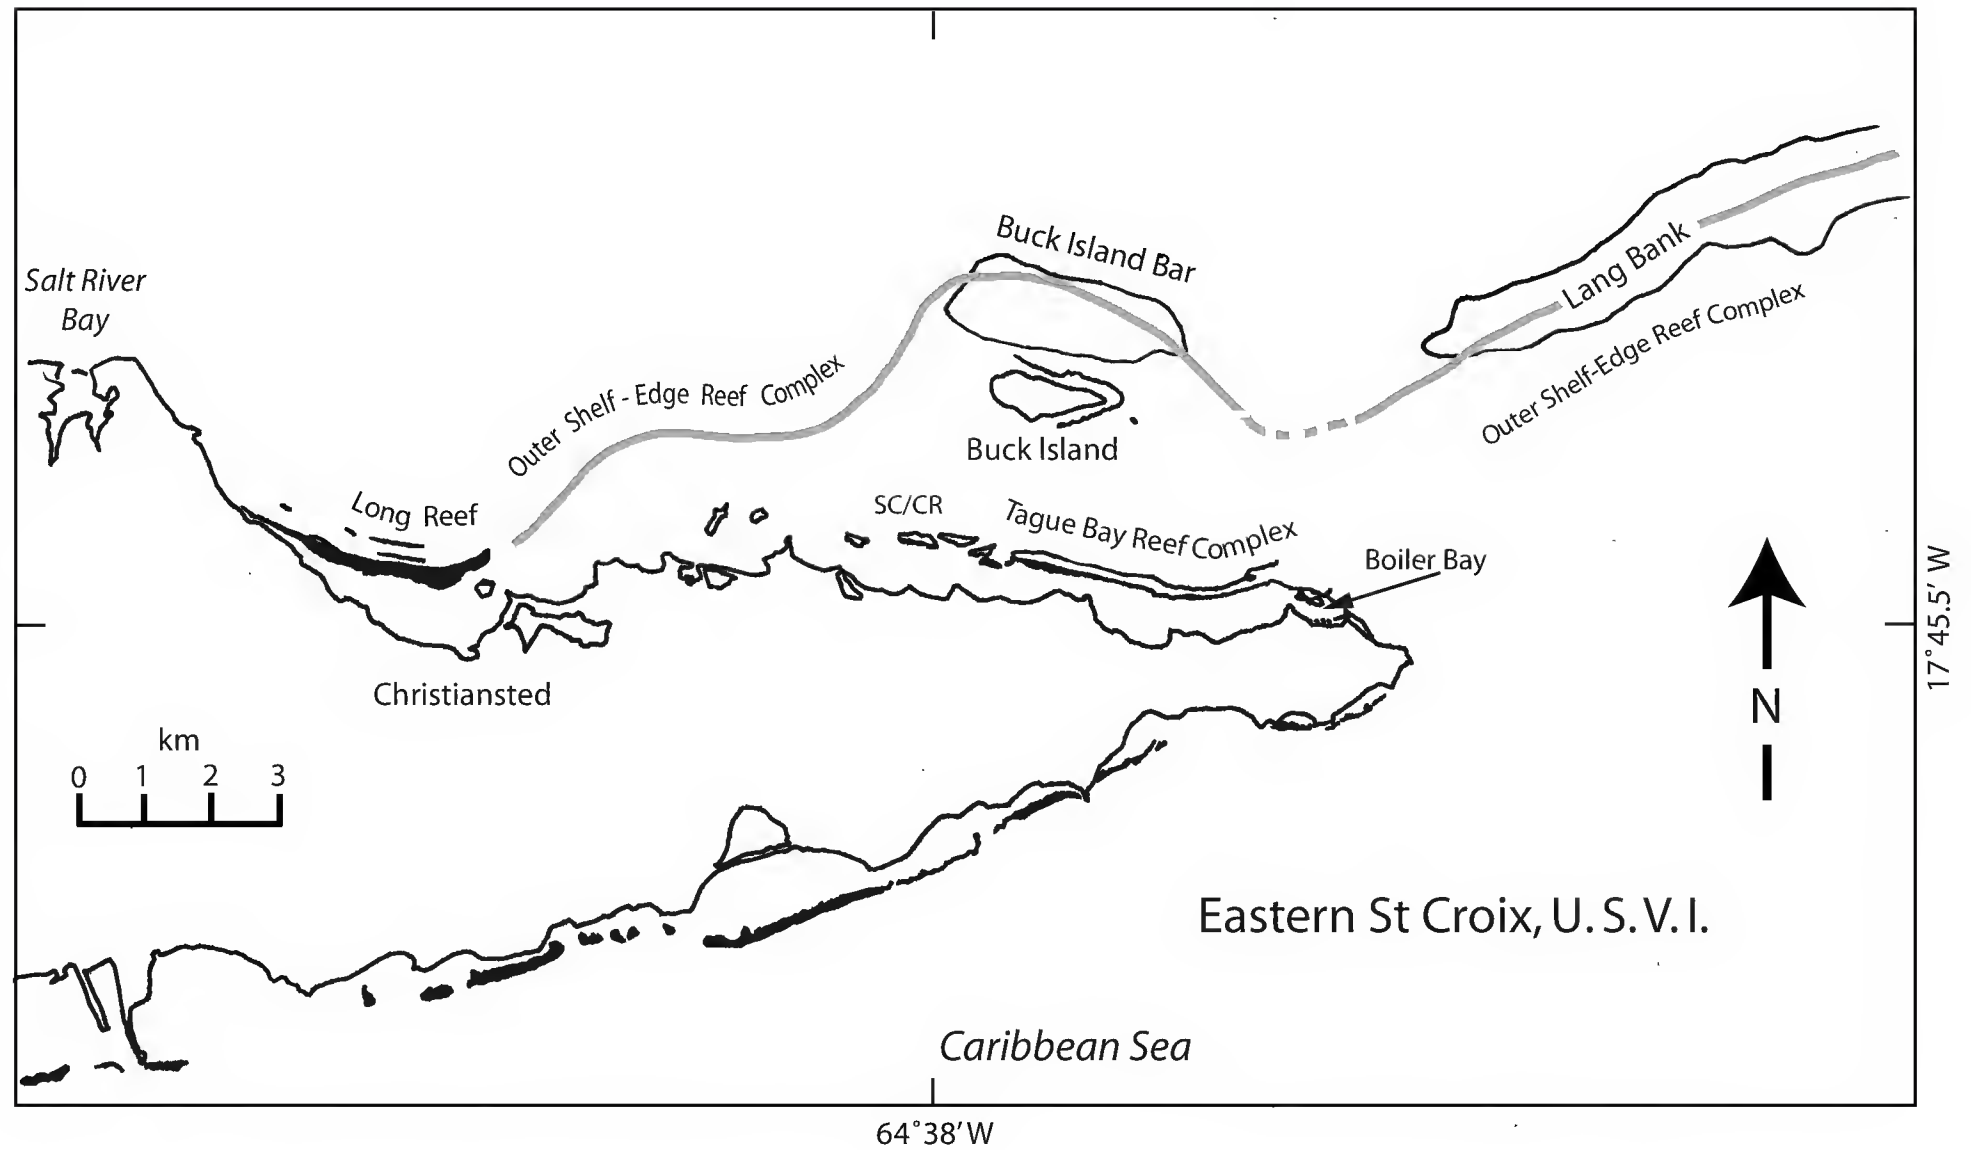 Buck Island Bar
Salt River
Bay
Lang Bank
Outer Shelf-Edge Reef Complex
Outer Shelf - Edge Reef Complex
Buck Island
Long Reef
SC/CR
Tague Bay Reef Complex
Boiler Bay
17°45.5' W
Christiansted
N
km
0 1 2 3
Eastern St Croix, U. S. V. I.
Caribbean Sea
64°38' W